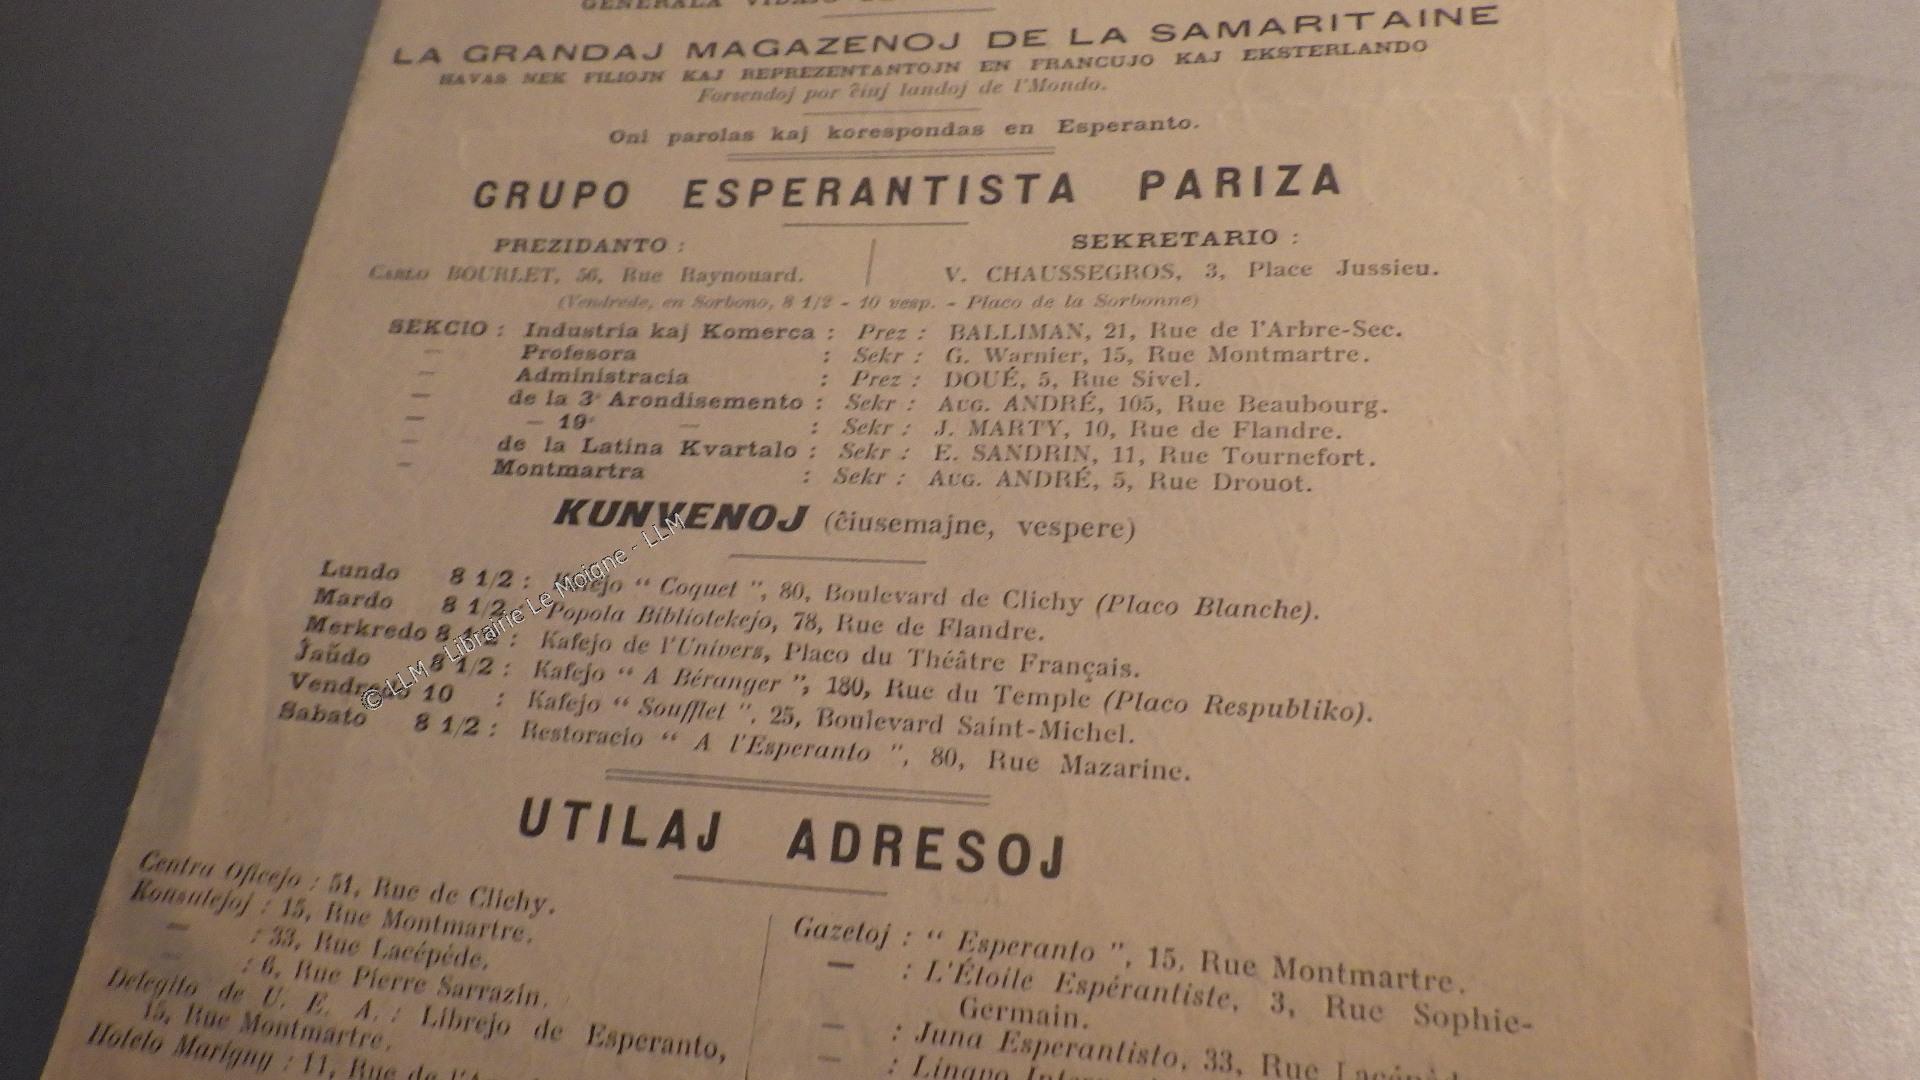 GENERALA
LA GRANDAJ MAGAZENOJ DE LA SAMARITAINE
HAVAS NEK FILIOJN KAJ REPREZENTANTOJN EN FRANCUJO KAJ EKSTERLANDO
Forsendoj por ĉiuj landoj de l'Mondo.
Oni parolas kaj korespondas en Esperanto.
GRUPO ESPERANTISTA PARIZA
PREZIDANTO :
CARLO BOURLET, 56, Rue Raynouard.
SEKRETARIO :
V. CHAUSSEGROS, 3, Place Jussieu.
(Vendrede, en Sorbono, 8 1/2 - 10 vesp. - Placo de la Sorbonne)
SEKCIO : Industria kaj Komerca : Prez : BALLIMAN, 21, Rue de l'Arbre-Sec.
— Profesora : Sekr : G. Warnier, 15, Rue Montmartre.
— Administracia : Prez : DOUÉ, 5, Rue Sivel.
— de la 3a Arondisemento : Sekr : AUG. ANDRÉ, 105, Rue Beaubourg.
— — 19a — : Sekr : J. MARTY, 10, Rue de Flandre.
— de la Latina Kvartalo : Sekr : E. SANDRIN, 11, Rue Tournefort.
— Montmartra : Sekr : AUG. ANDRÉ, 5, Rue Drouot.
KUNVENOJ (ĉiusemajne, vespere)
Lundo 8 1/2 : Kafejo " Coquet ", 80, Boulevard de Clichy (Placo Blanche).
Mardo 8 1/2 : Popola Bibliotekejo, 78, Rue de Flandre.
Merkredo 8 1/2 : Kafejo de l'Univers, Placo du Théâtre Français.
Ĵaŭdo 8 1/2 : Kafejo " A Béranger ", 180, Rue du Temple (Placo Respubliko).
Vendredo 10 : Kafejo " Soufflet ", 25, Boulevard Saint-Michel.
Sabato 8 1/2 : Restoracio " A l'Esperanto ", 80, Rue Mazarine.
© LLM - Librairie Le Moigne - LLM
UTILAJ ADRESOJ
Centra Oficejo : 51, Rue de Clichy.
Konsulejoj : 15, Rue Montmartre.
— : 33, Rue Lacépède.
— : 6, Rue Pierre Sarrazin.
Delegito de U. E. A. : Librejo de Esperanto,
15, Rue Montmartre.
Hotelo Marigny : 11, Rue de
Gazetoj : " Esperanto ", 15, Rue Montmartre.
— : L'Étoile Espérantiste, 3, Rue Sophie-
Germain.
— : Juna Esperantisto, 33, Rue
— : Lingvo